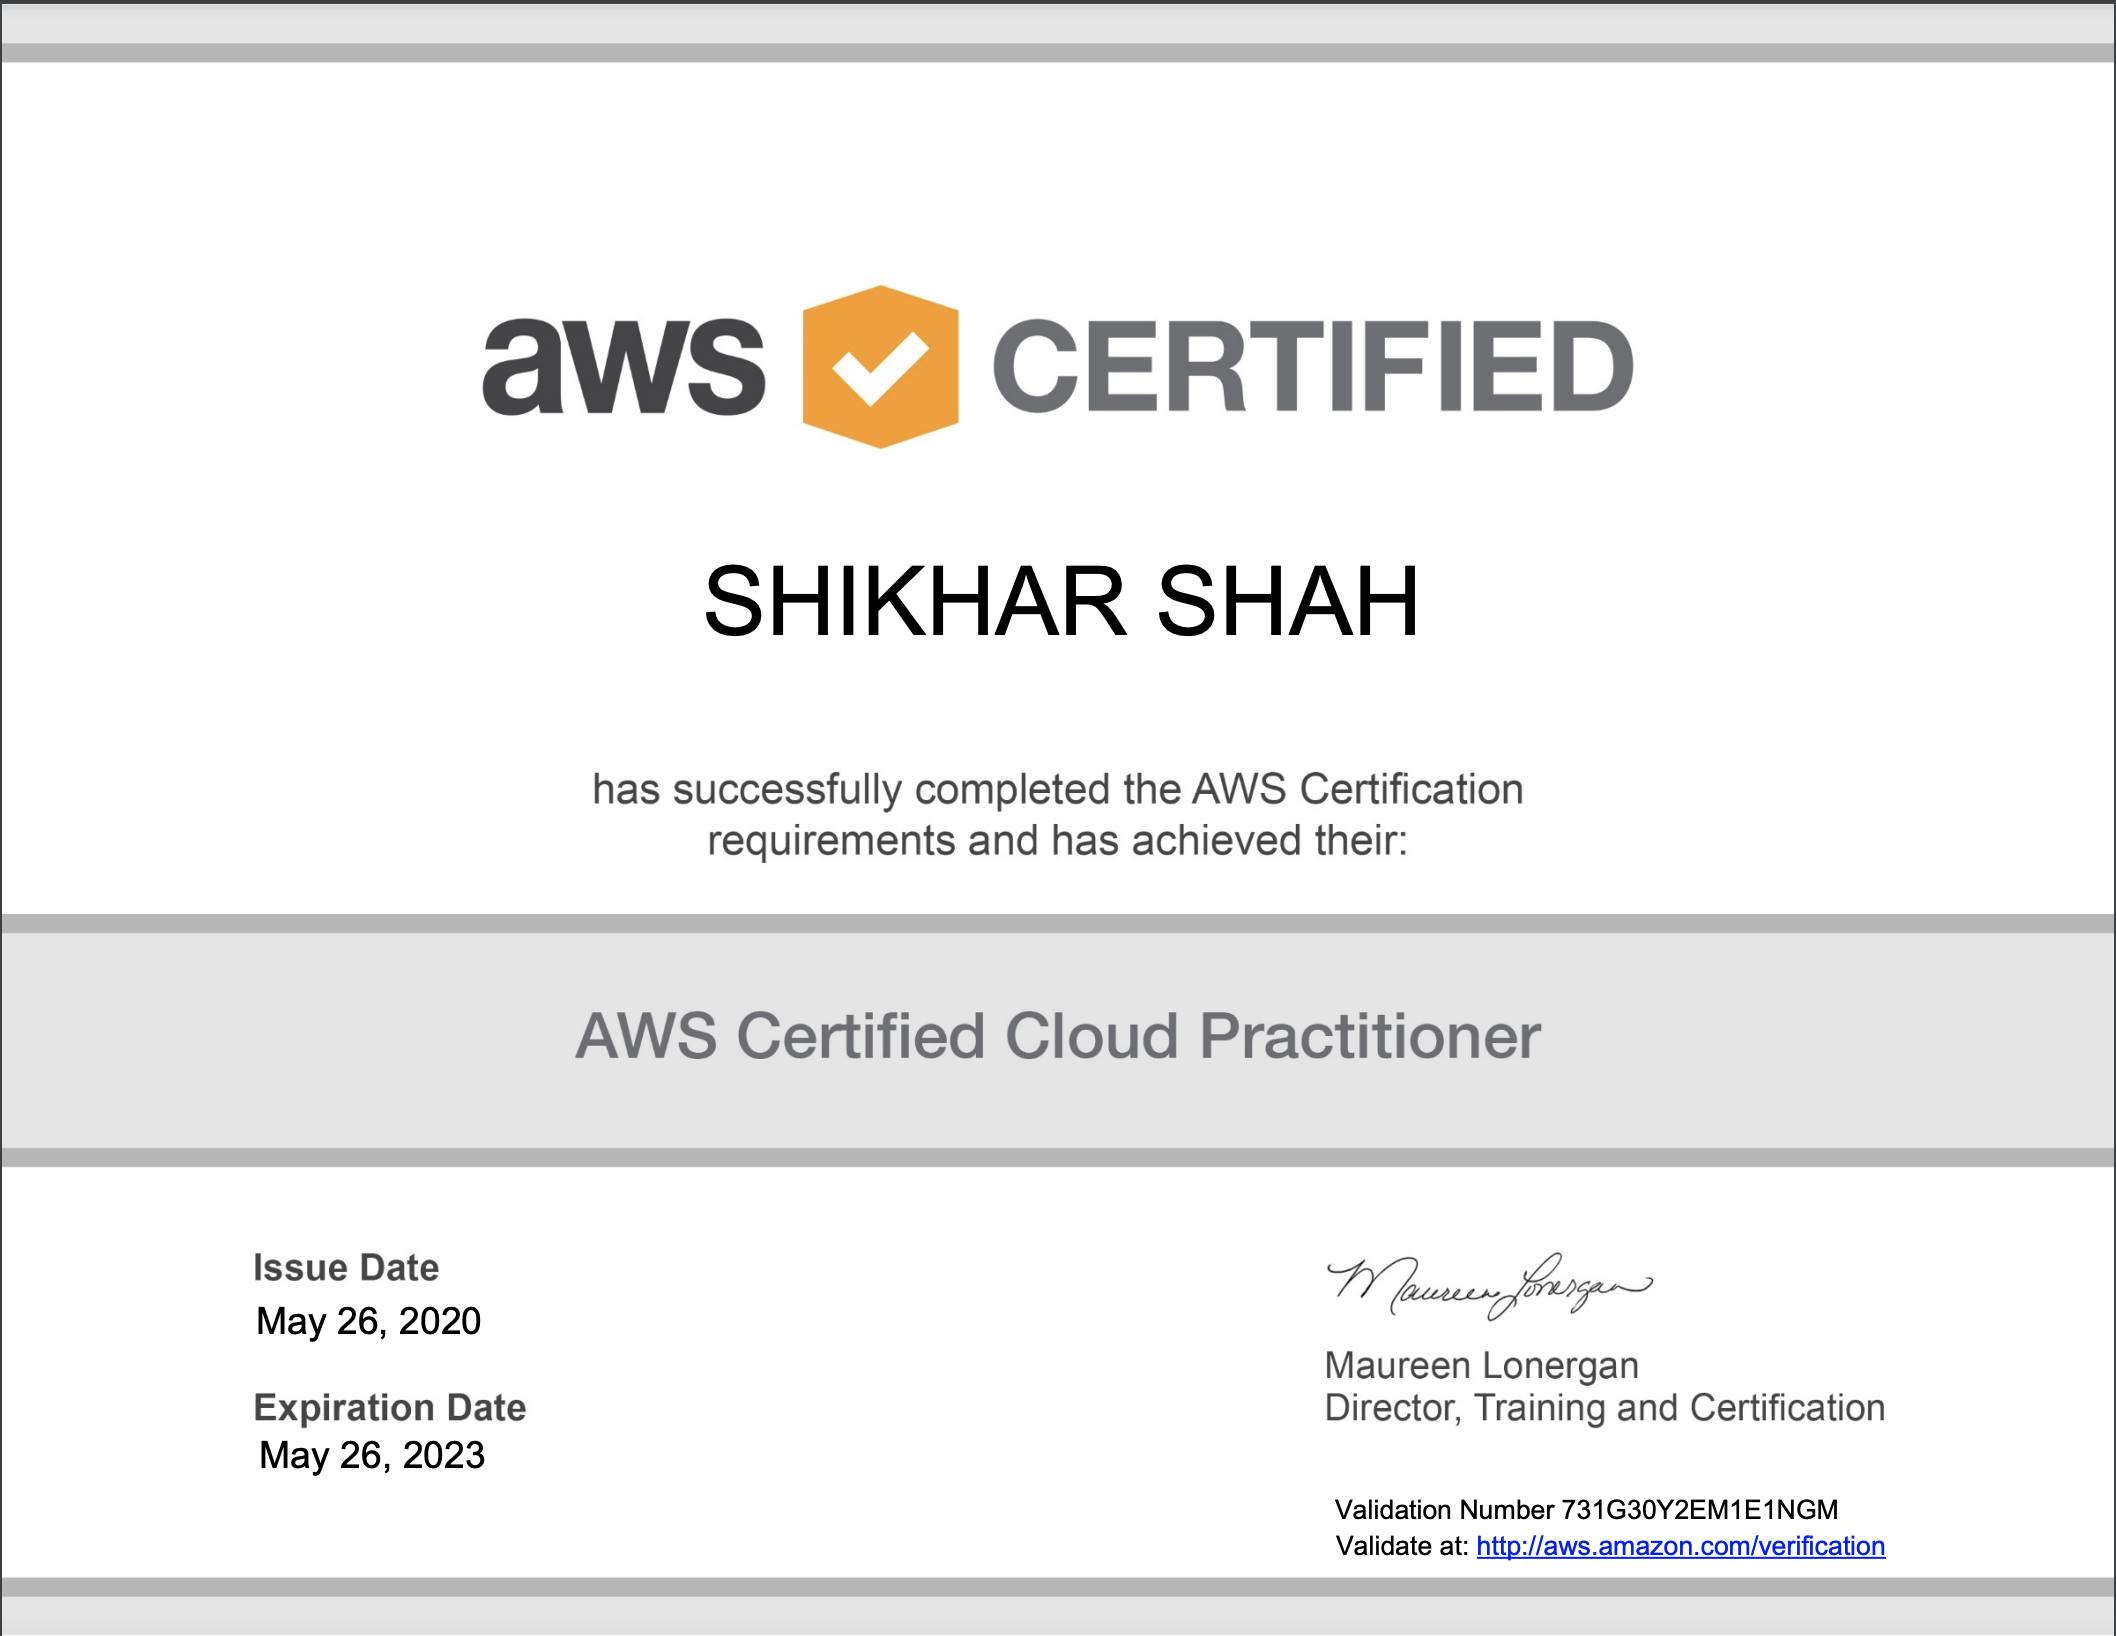 aws CERTIFIED
SHIKHAR SHAH
has successfully completed the AWS Certification
requirements and has achieved their:
AWS Certified Cloud Practitioner
Issue Date
May 26, 2020
Expiration Date
May 26, 2023
Maureen Lonergan
Maureen Lonergan
Director, Training and Certification
Validation Number 731G30Y2EM1E1NGM
Validate at: http://aws.amazon.com/verification